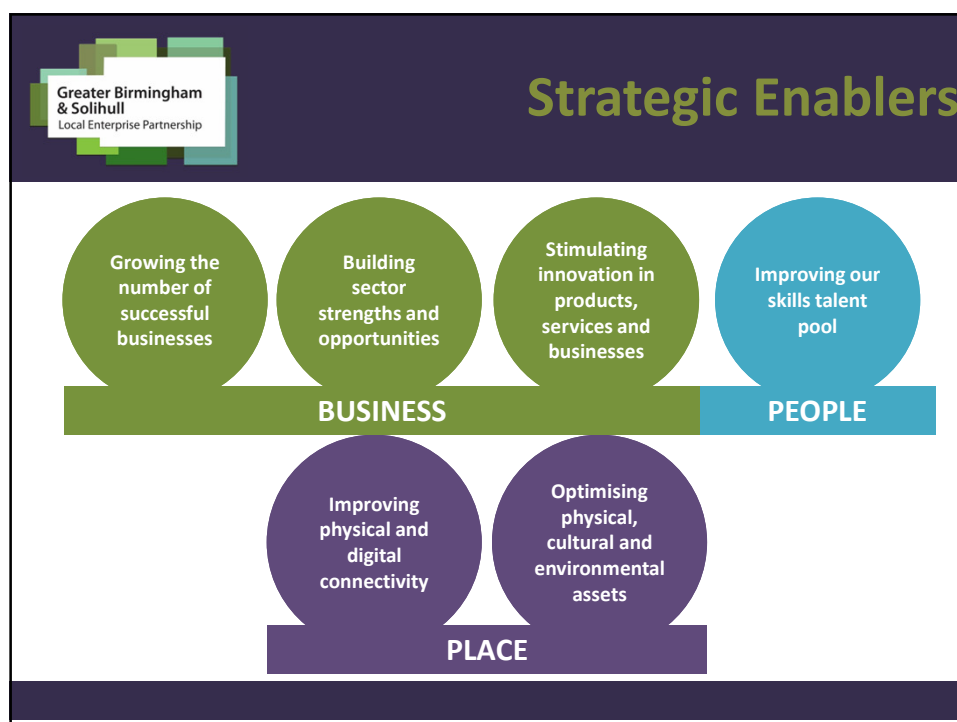 Greater Birmingham
& Solihull
Local Enterprise Partnership
Strategic Enablers
Growing the
number of
successful
businesses
Building
sector
strengths and
opportunities
Stimulating
innovation in
products,
services and
businesses
Improving our
skills talent
pool
BUSINESS
PEOPLE
Improving
physical and
digital
connectivity
Optimising
physical,
cultural and
environmental
assets
PLACE